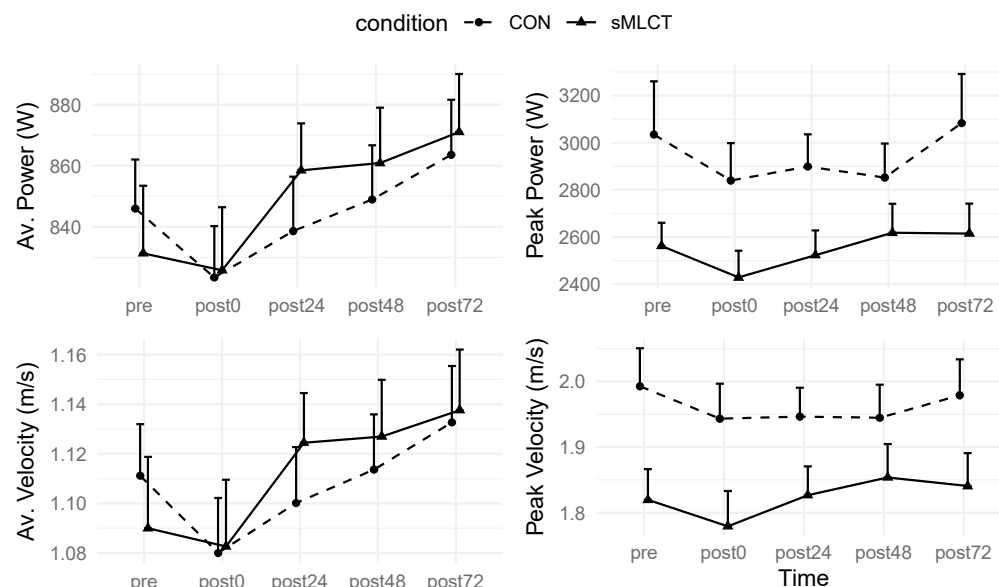 condition CON sMLCT
Av. Power (W)
880
860
840
pre post0 post24 post48 post72
Peak Power (W)
3200
3000
2800
2600
2400
pre post0 post24 post48 post72
Av. Velocity (m/s)
1.16
1.14
1.12
1.10
1.08
pre post0 post24 post48 post72
Peak Velocity (m/s)
2.0
1.9
1.8
pre post0 post24 post48 post72
Time